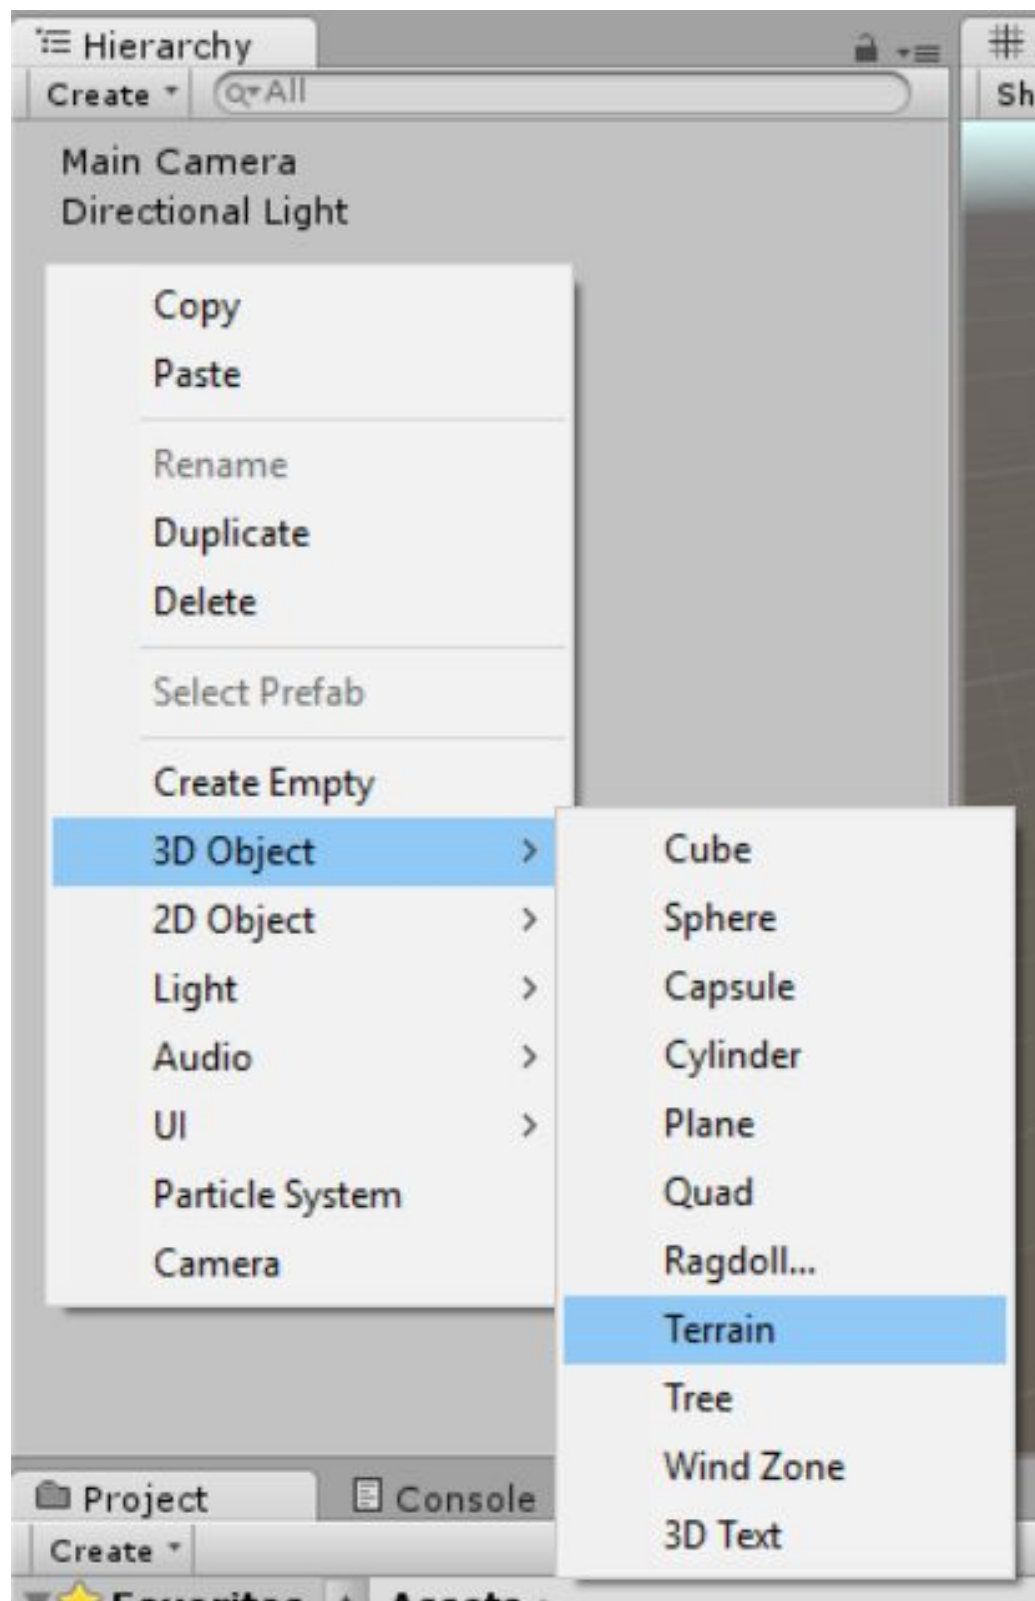 Hierarchy
Create
All
Sh
Main Camera
Directional Light
Copy
Paste
Rename
Duplicate
Delete
Select Prefab
Create Empty
3D Object
2D Object
Light
Audio
UI
Particle System
Camera
Cube
Sphere
Capsule
Cylinder
Plane
Quad
Ragdoll...
Terrain
Tree
Wind Zone
3D Text
Project
Console
Create
Favorites
Assets